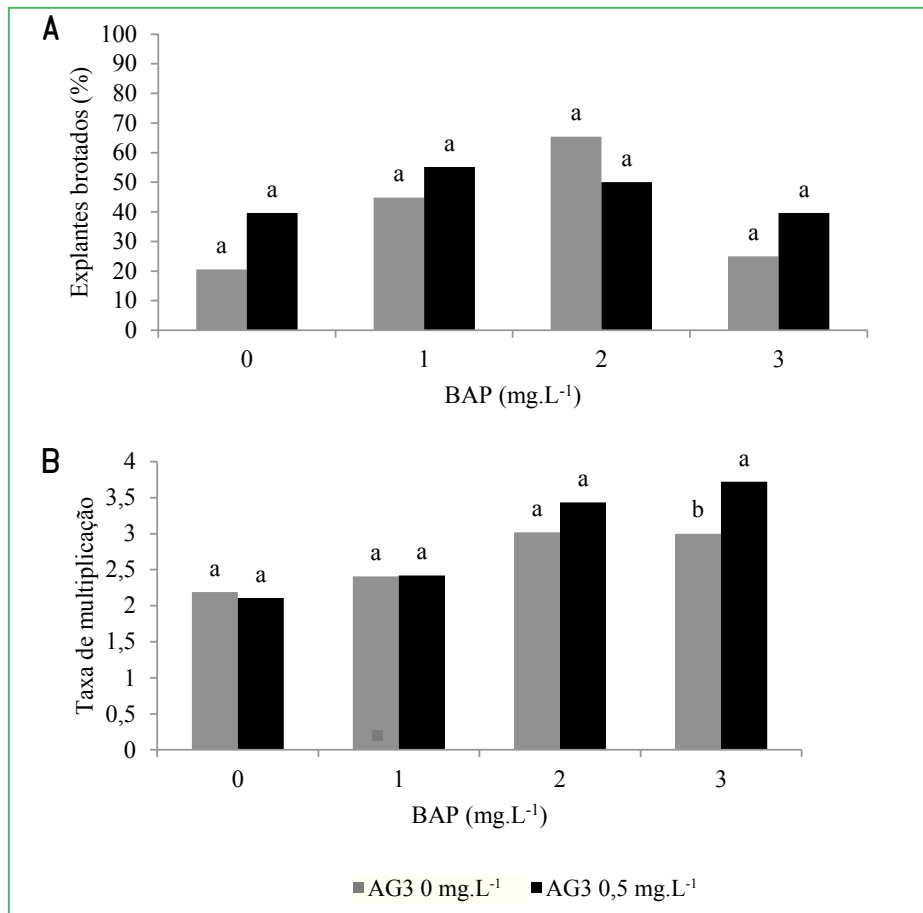 A
Explantes brotados (%)
100
90
80
70
60
50
40
30
20
10
0
a a a a a a a a
0 1 2 3
BAP (mg.L-1)
B
Taxa de multiplicação
4
3,5
3
2,5
2
1,5
1
0,5
0
a a a a a a b a
0 1 2 3
BAP (mg.L-1)
AG3 0 mg.L-1 AG3 0,5 mg.L-1